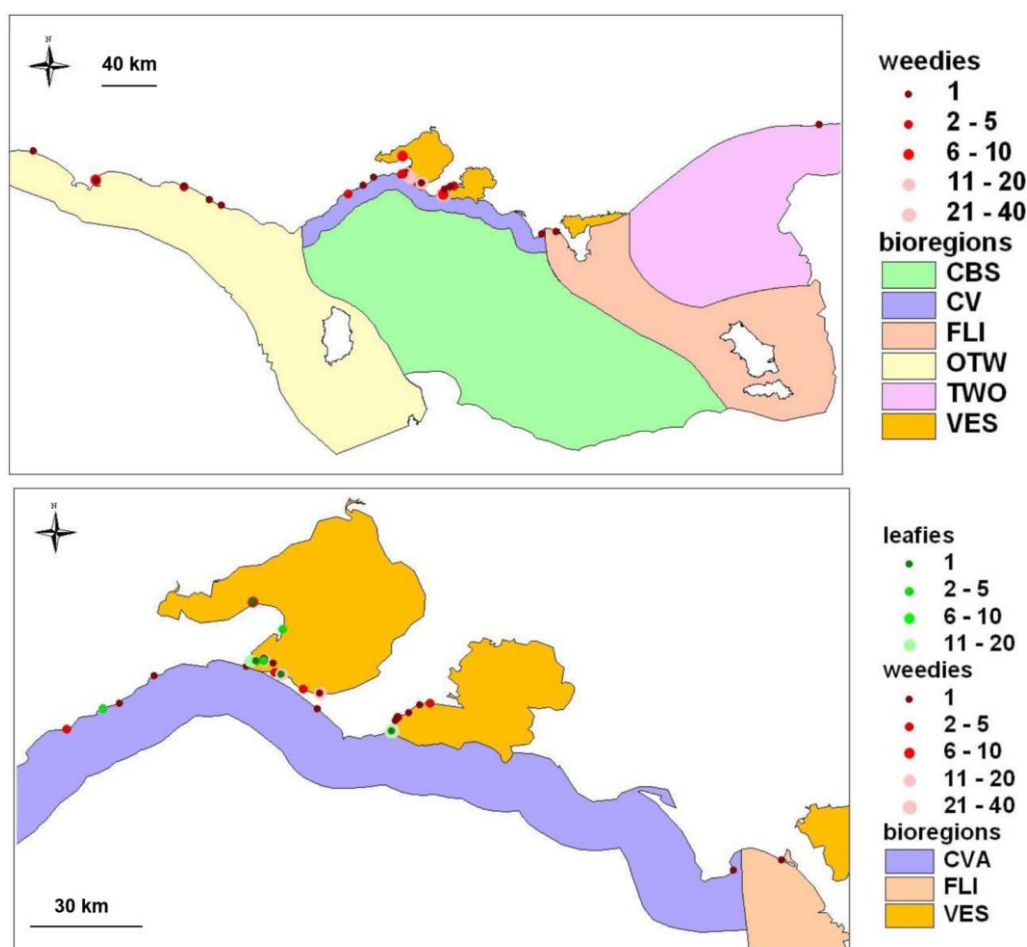 N
40 km
weedies
1
2 - 5
6 - 10
11 - 20
21 - 40
bioregions
CBS
CV
FLI
OTW
TWO
VES
N
30 km
leafies
1
2 - 5
6 - 10
11 - 20
weedies
1
2 - 5
6 - 10
11 - 20
21 - 40
bioregions
CVA
FLI
VES